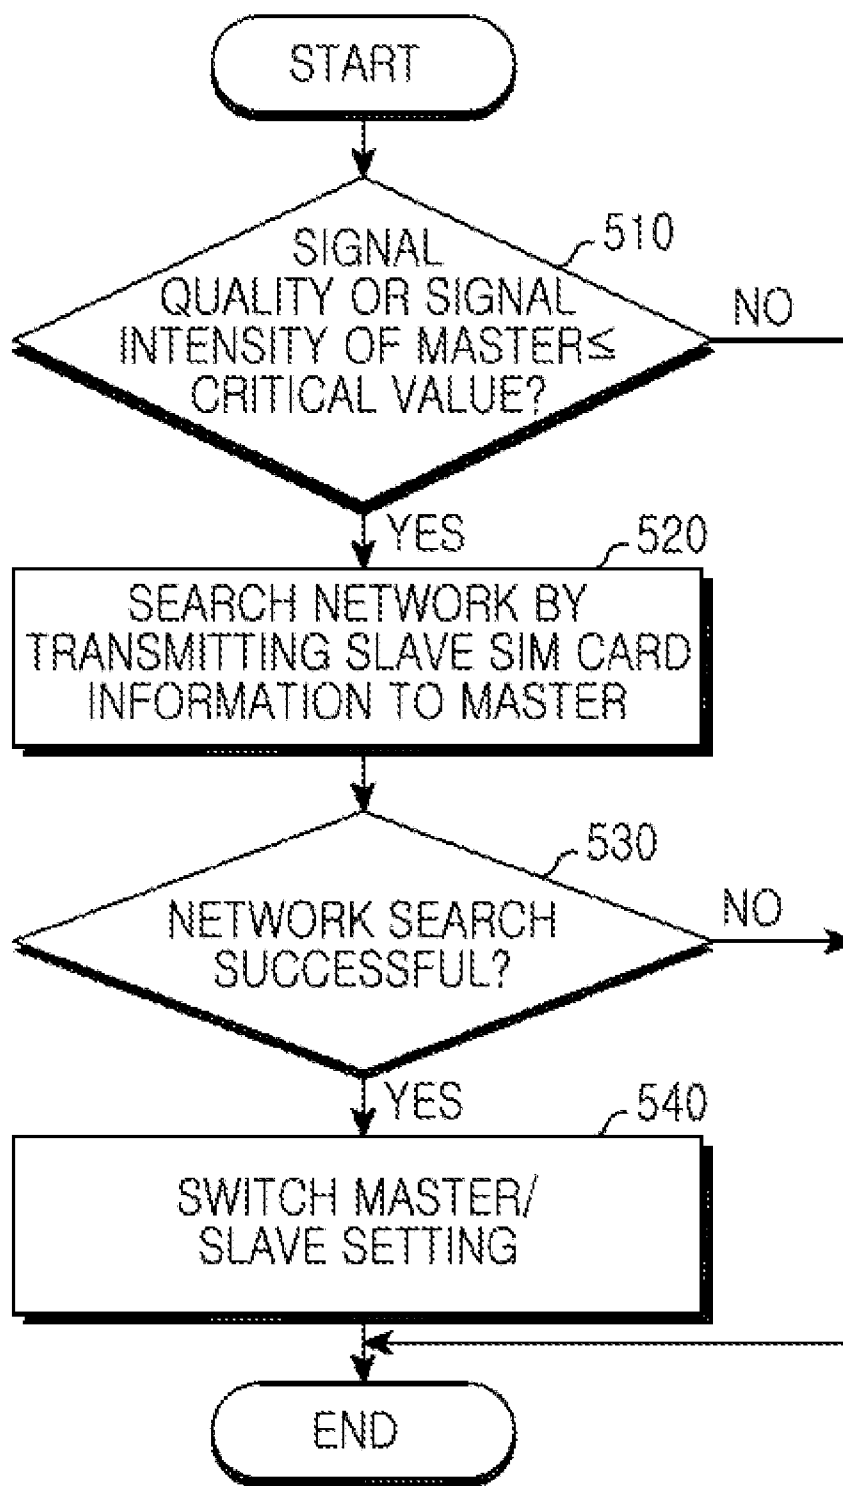 START
510
SIGNAL
QUALITY OR SIGNAL
INTENSITY OF MASTER≤
CRITICAL VALUE?
NO
YES
520
SEARCH NETWORK BY
TRANSMITTING SLAVE SIM CARD
INFORMATION TO MASTER
530
NETWORK SEARCH
SUCCESSFUL?
NO
YES
540
SWITCH MASTER/
SLAVE SETTING
END